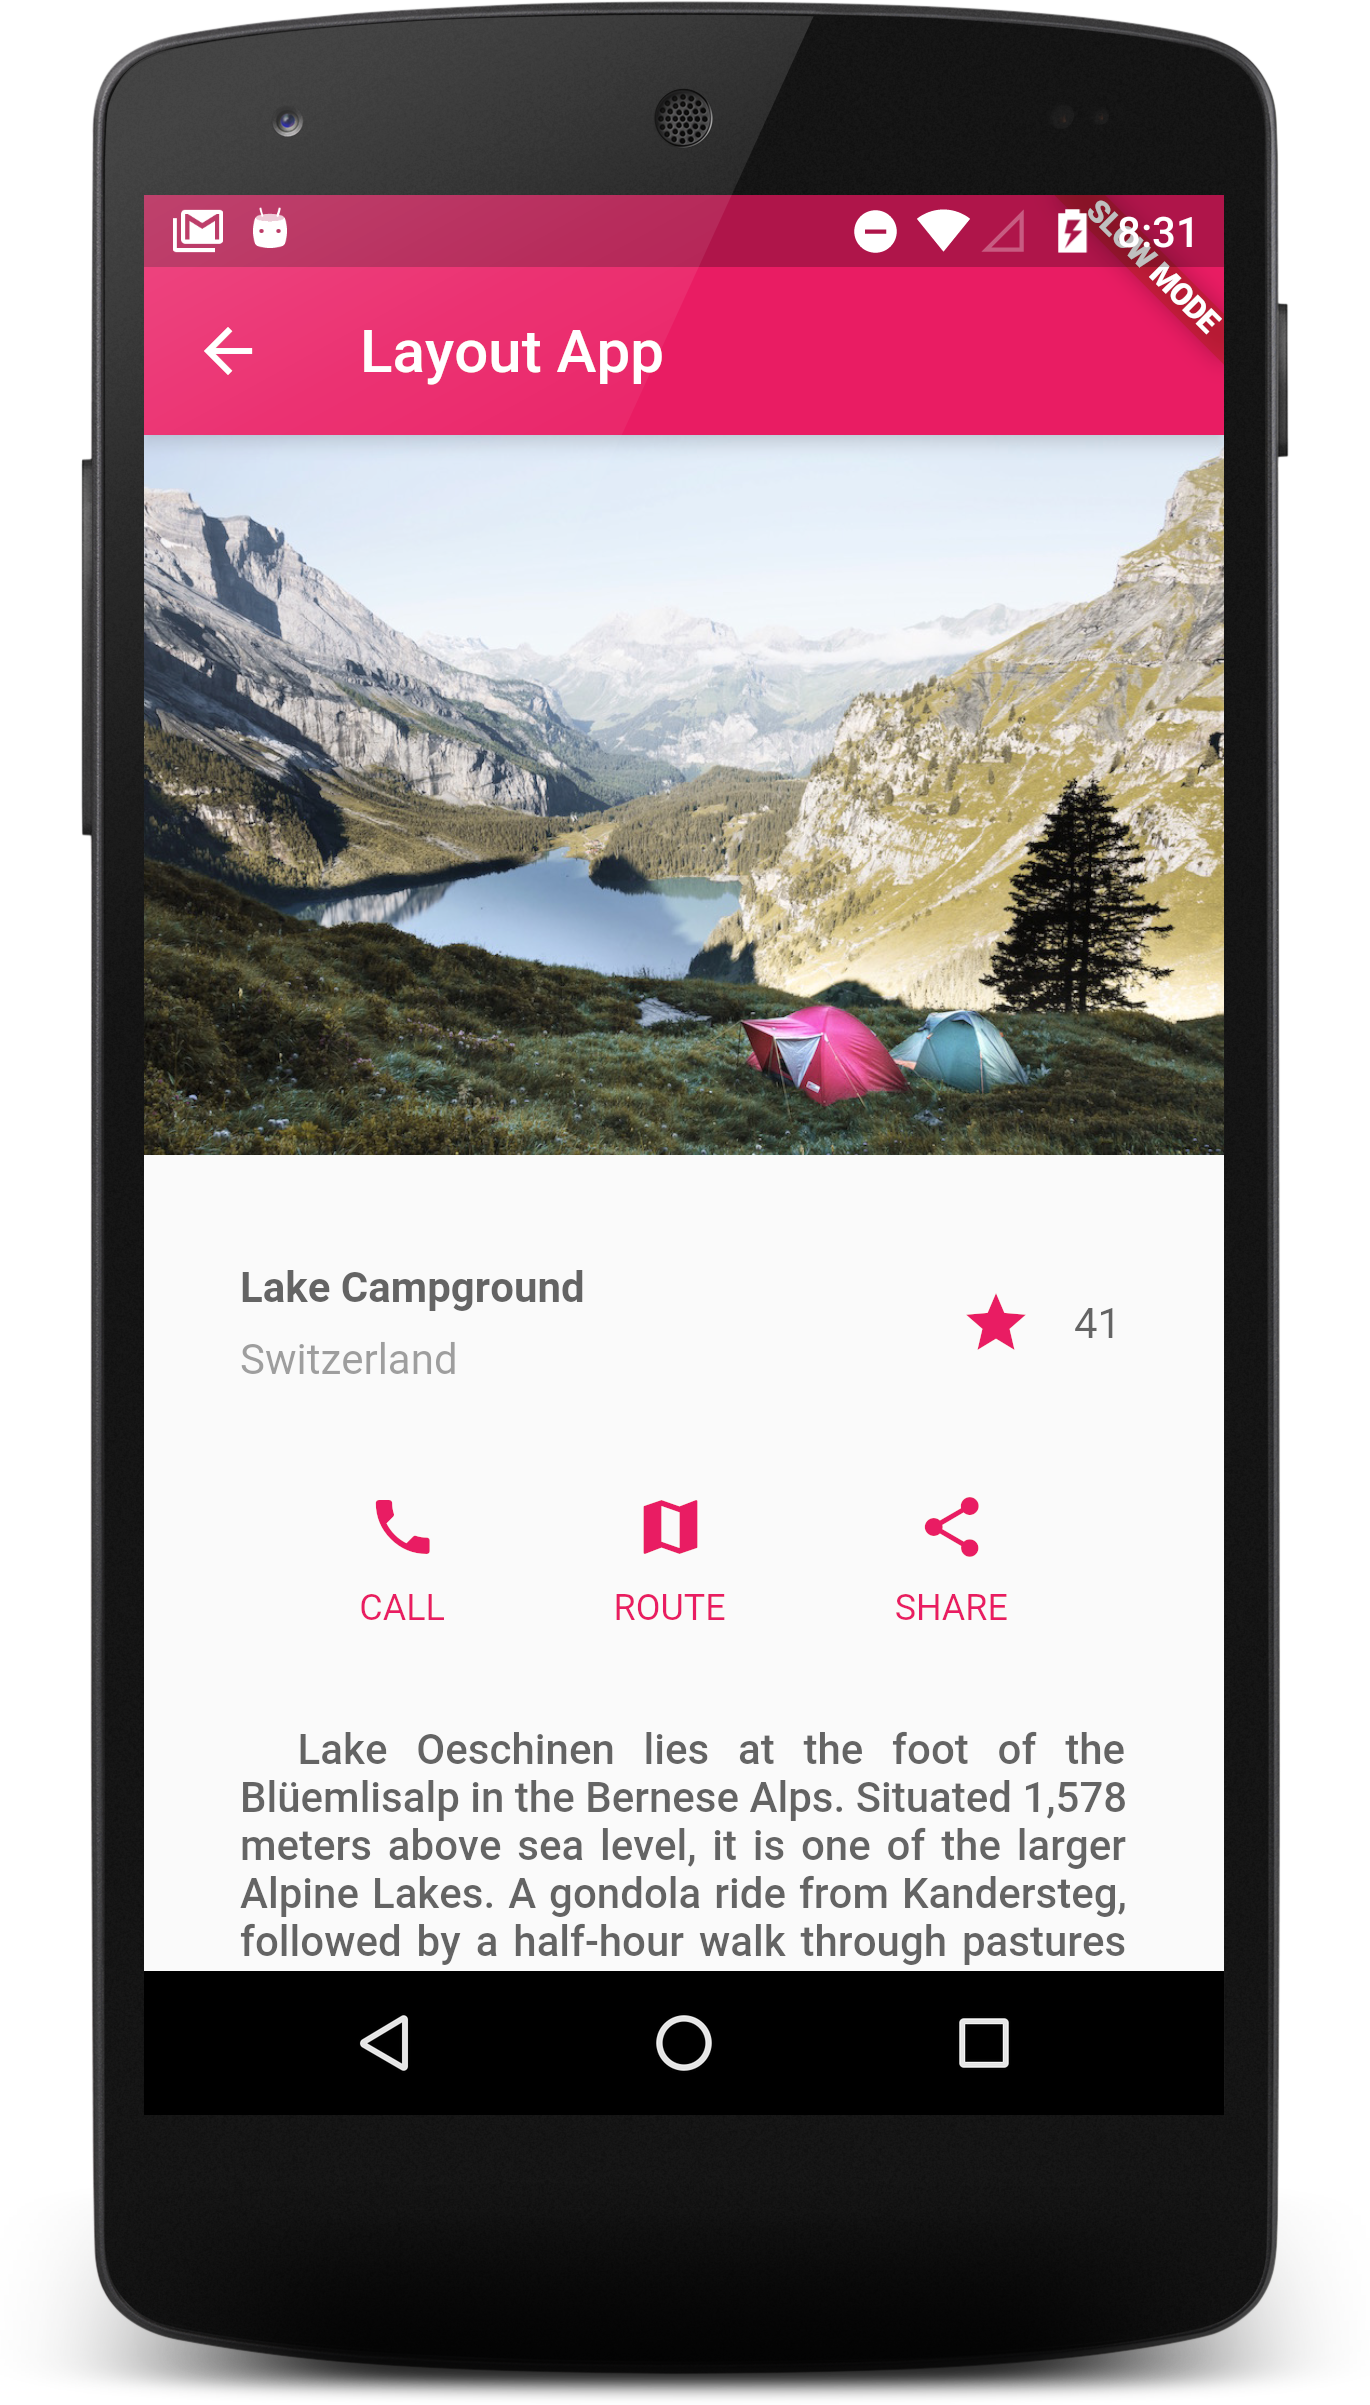 8:31
SLOW MODE
Layout App
Lake Campground
Switzerland
41
CALL
ROUTE
SHARE
Lake Oeschinen lies at the foot of the
Blüemlisalp in the Bernese Alps. Situated 1,578
meters above sea level, it is one of the larger
Alpine Lakes. A gondola ride from Kandersteg,
followed by a half-hour walk through pastures